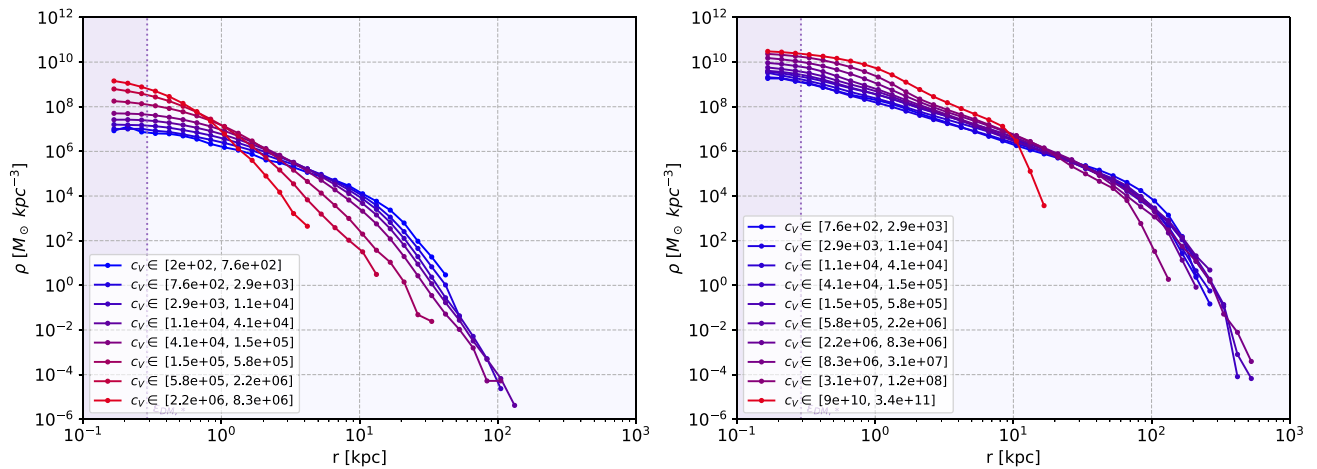 10^12
10^10
10^8
10^6
10^4
10^2
10^0
10^−2
10^−4
10^−6
ρ [M⊙ kpc^−3]
c_V ∈ [2e+02, 7.6e+02]
c_V ∈ [7.6e+02, 2.9e+03]
c_V ∈ [2.9e+03, 1.1e+04]
c_V ∈ [1.1e+04, 4.1e+04]
c_V ∈ [4.1e+04, 1.5e+05]
c_V ∈ [1.5e+05, 5.8e+05]
c_V ∈ [5.8e+05, 2.2e+06]
c_V ∈ [2.2e+06, 8.3e+06]
10^−1 10^0 10^1 10^2 10^3
r [kpc]
10^12
10^10
10^8
10^6
10^4
10^2
10^0
10^−2
10^−4
10^−6
ρ [M⊙ kpc^−3]
c_V ∈ [7.6e+02, 2.9e+03]
c_V ∈ [2.9e+03, 1.1e+04]
c_V ∈ [1.1e+04, 4.1e+04]
c_V ∈ [4.1e+04, 1.5e+05]
c_V ∈ [1.5e+05, 5.8e+05]
c_V ∈ [5.8e+05, 2.2e+06]
c_V ∈ [2.2e+06, 8.3e+06]
c_V ∈ [8.3e+06, 3.1e+07]
c_V ∈ [3.1e+07, 1.2e+08]
c_V ∈ [9e+10, 3.4e+11]
10^−1 10^0 10^1 10^2 10^3
r [kpc]